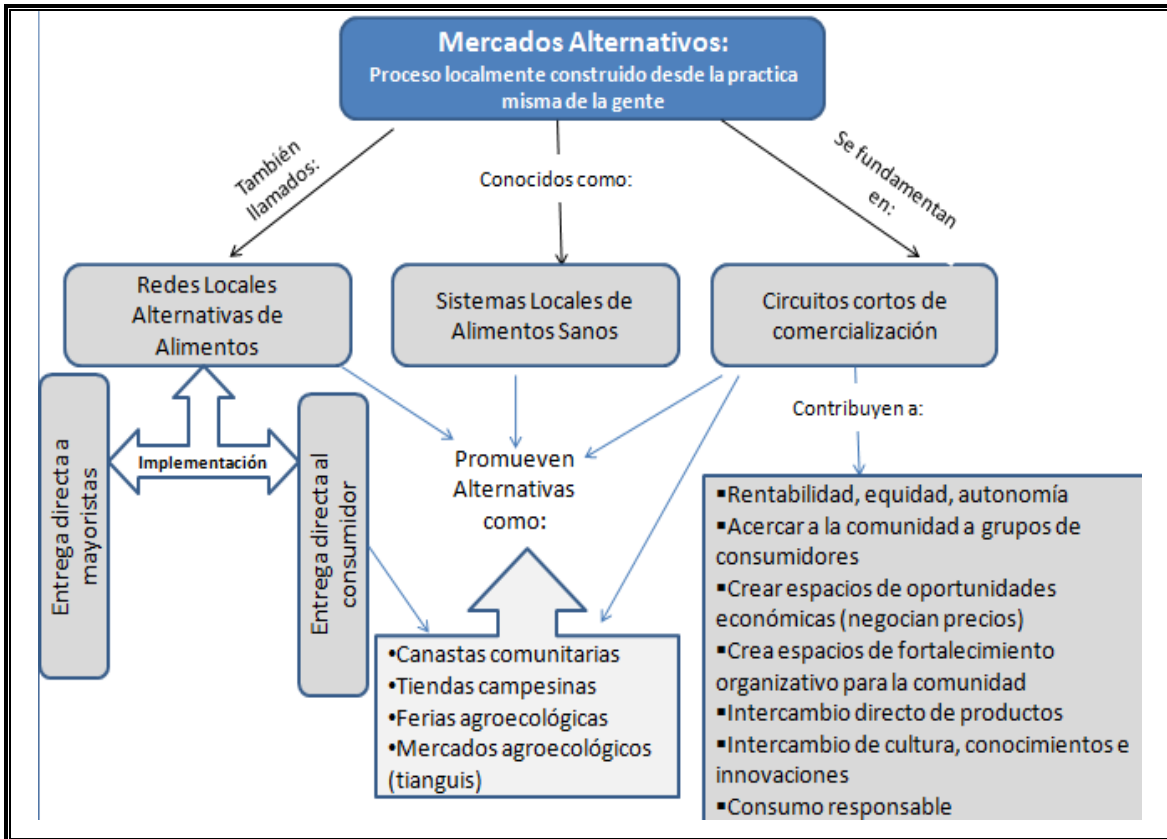 Mercados Alternativos:
Proceso localmente construido desde la practica
misma de la gente
También
llamados:
Conocidos como:
Se fundamentan
en:
Redes Locales
Alternativas de
Alimentos
Sistemas Locales de
Alimentos Sanos
Circuitos cortos de
comercialización
Entrega directa a
mayoristas
Implementación
Entrega directa al
consumidor
Promueven
Alternativas
como:
Contribuyen a:
•Canastas comunitarias
•Tiendas campesinas
•Ferias agroecológicas
•Mercados agroecológicos
(tianguis)
▪Rentabilidad, equidad, autonomía
▪Acercar a la comunidad a grupos de
consumidores
▪Crear espacios de oportunidades
económicas (negocian precios)
▪Crea espacios de fortalecimiento
organizativo para la comunidad
▪Intercambio directo de productos
▪Intercambio de cultura, conocimientos e
innovaciones
▪Consumo responsable